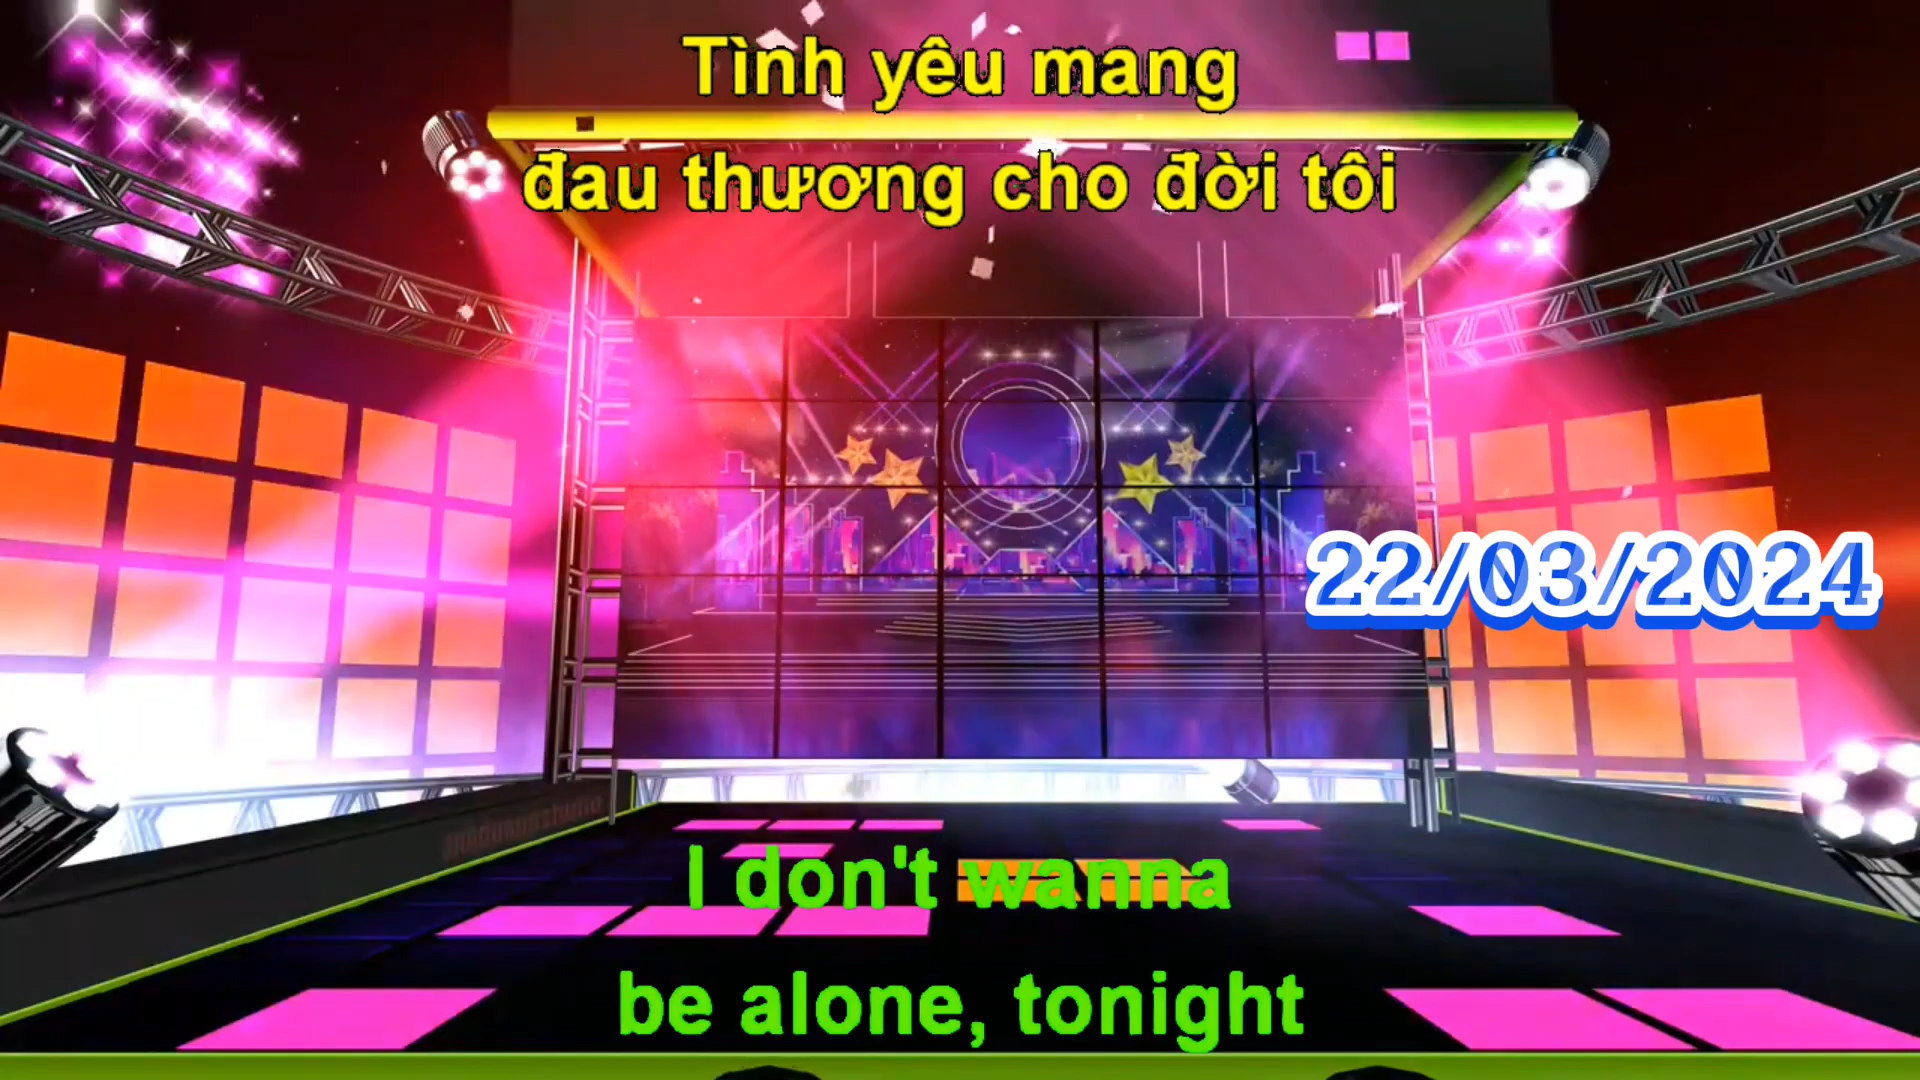 Tình yêu mang
đau thương cho đời tôi
22/03/2024
I don't wanna
be alone, tonight